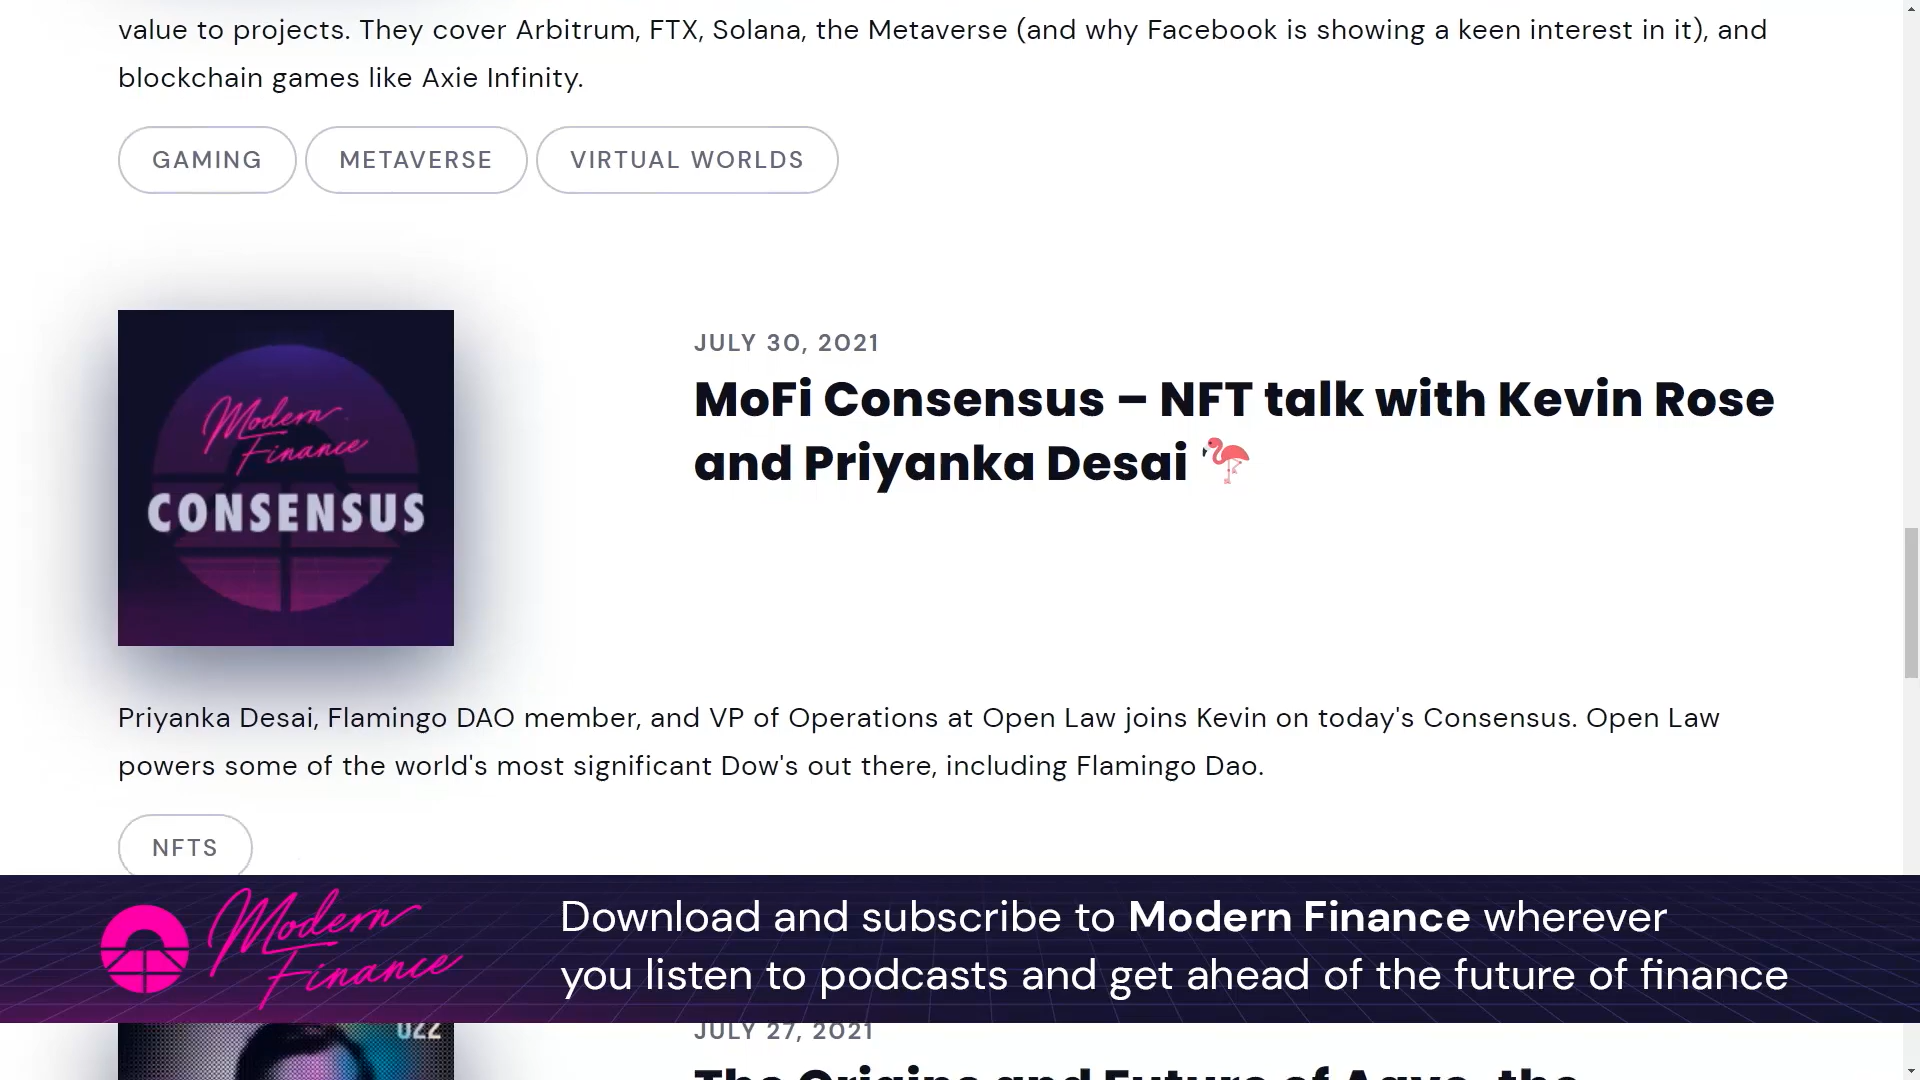 value to projects. They cover Arbitrum, FTX, Solana, the Metaverse (and why Facebook is showing a keen interest in it), and
blockchain games like Axie Infinity.
GAMING METAVERSE VIRTUAL WORLDS
Modern
Finance
CONSENSUS
JULY 30, 2021
MoFi Consensus – NFT talk with Kevin Rose
and Priyanka Desai 🦩
Priyanka Desai, Flamingo DAO member, and VP of Operations at Open Law joins Kevin on today's Consensus. Open Law
powers some of the world's most significant Dow's out there, including Flamingo Dao.
NFTS
Modern
Finance
Download and subscribe to Modern Finance wherever
you listen to podcasts and get ahead of the future of finance
022
JULY 27, 2021
The Origins and Future of Aave, the